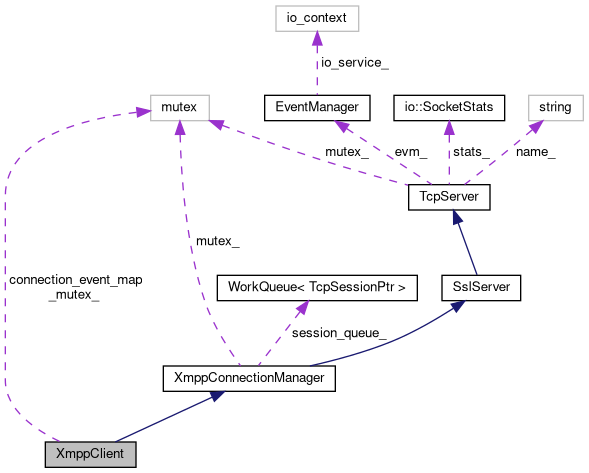 io_context
io_service_
mutex
EventManager
io::SocketStats
string
mutex_
evm_
stats_
name_
TcpServer
mutex_
connection_event_map
_mutex_
WorkQueue< TcpSessionPtr >
SslServer
session_queue_
XmppConnectionManager
XmppClient